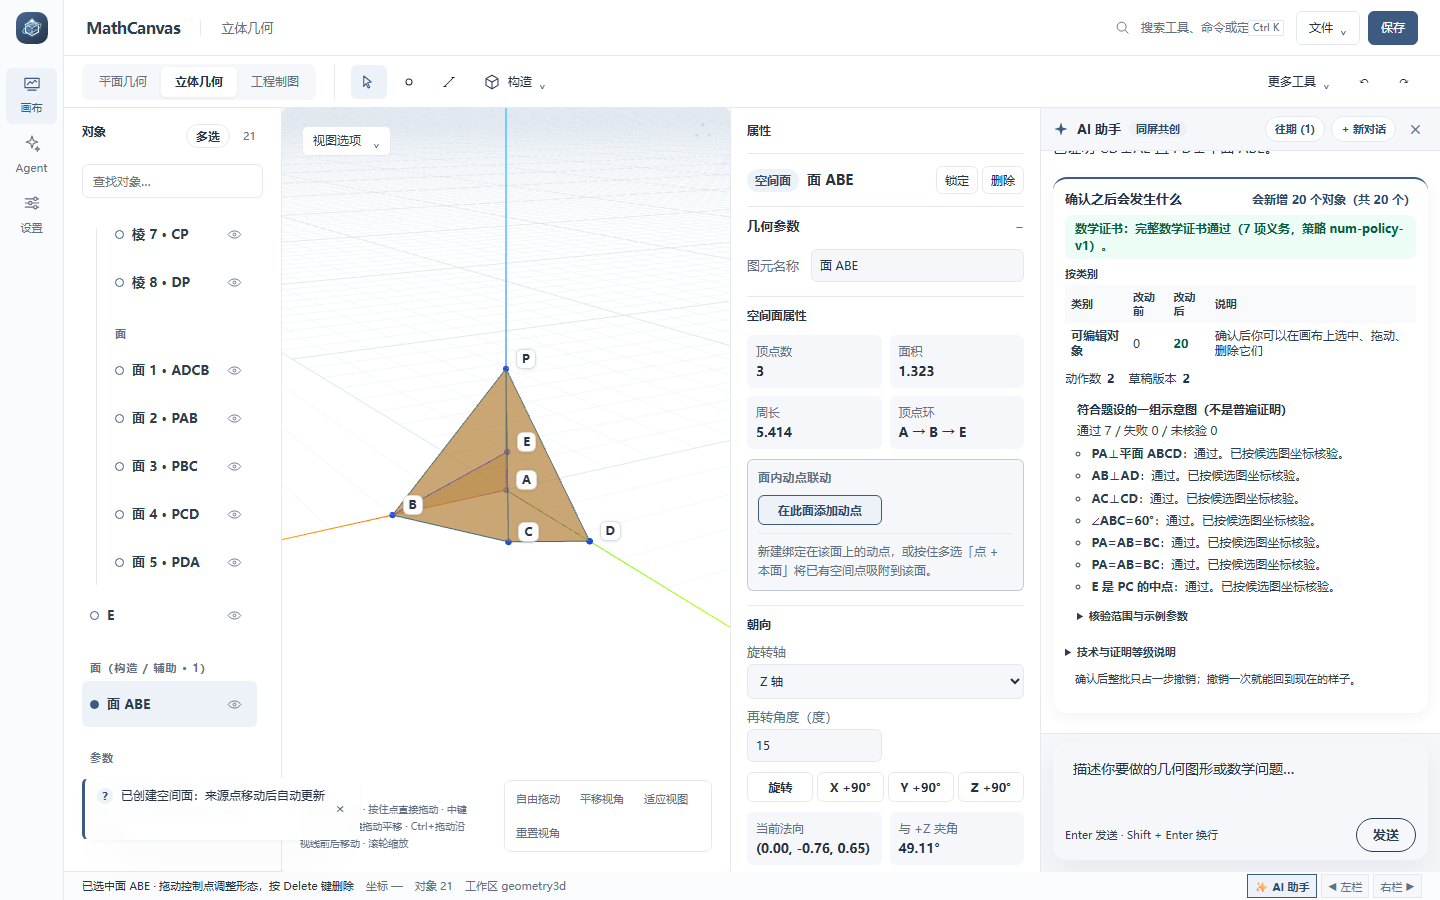 MathCanvas
立体几何
搜索工具、命令或定 Ctrl K
文件
保存
画布
Agent
设置
平面几何
立体几何
工程制图
构造
更多工具
对象
多选
21
查找对象...
棱 7 • CP
棱 8 • DP
面
面 1 • ADCB
面 2 • PAB
面 3 • PBC
面 4 • PCD
面 5 • PDA
E
面（构造 / 辅助 • 1）
面 ABE
参数
? 已创建空间面：来源点移动后自动更新 ×
视图选项
P
E
A
B
C
D
· 按住点直接拖动 · 中键
拖动平移 · Ctrl+拖动沿
视线前后移动 · 滚轮缩放
自由拖动
平移视角
适应视图
重置视角
属性
空间面
面 ABE
锁定
删除
几何参数
−
图元名称
面 ABE
空间面属性
顶点数
3
面积
1.323
周长
5.414
顶点环
A → B → E
面内动点联动
在此面添加动点
新建绑定在该面上的动点，或按住多选「点 +
本面」将已有空间点吸附到该面。
朝向
旋转轴
Z 轴
再转角度（度）
15
旋转
X +90°
Y +90°
Z +90°
当前法向
(0.00, -0.76, 0.65)
与 +Z 夹角
49.11°
AI 助手
同屏共创
往期 (1)
+ 新对话
×
确认之后会发生什么
会新增 20 个对象（共 20 个）
数学证书：完整数学证书通过（7 项义务，策略 num-policy-
v1）。
按类别
类别
改动前
改动后
说明
可编辑对象
0
20
确认后你可以在画布上选中、拖动、
删除它们
动作数 2 草稿版本 2
符合题设的一组示意图（不是普遍证明）
通过 7 / 失败 0 / 未核验 0
PA⊥平面 ABCD：通过。已按候选图坐标核验。
AB⊥AD：通过。已按候选图坐标核验。
AC⊥CD：通过。已按候选图坐标核验。
∠ABC=60°：通过。已按候选图坐标核验。
PA=AB=BC：通过。已按候选图坐标核验。
PA=AB=BC：通过。已按候选图坐标核验。
E 是 PC 的中点：通过。已按候选图坐标核验。
▶ 核验范围与示例参数
▶ 技术与证明等级说明
确认后整批只占一步撤销；撤销一次就能回到现在的样子。
描述你要做的几何图形或数学问题...
Enter 发送 · Shift + Enter 换行
发送
已选中面 ABE · 拖动控制点调整形态，按 Delete 键删除
坐标 —
对象 21
工作区 geometry3d
AI 助手
◀ 左栏
右栏 ▶